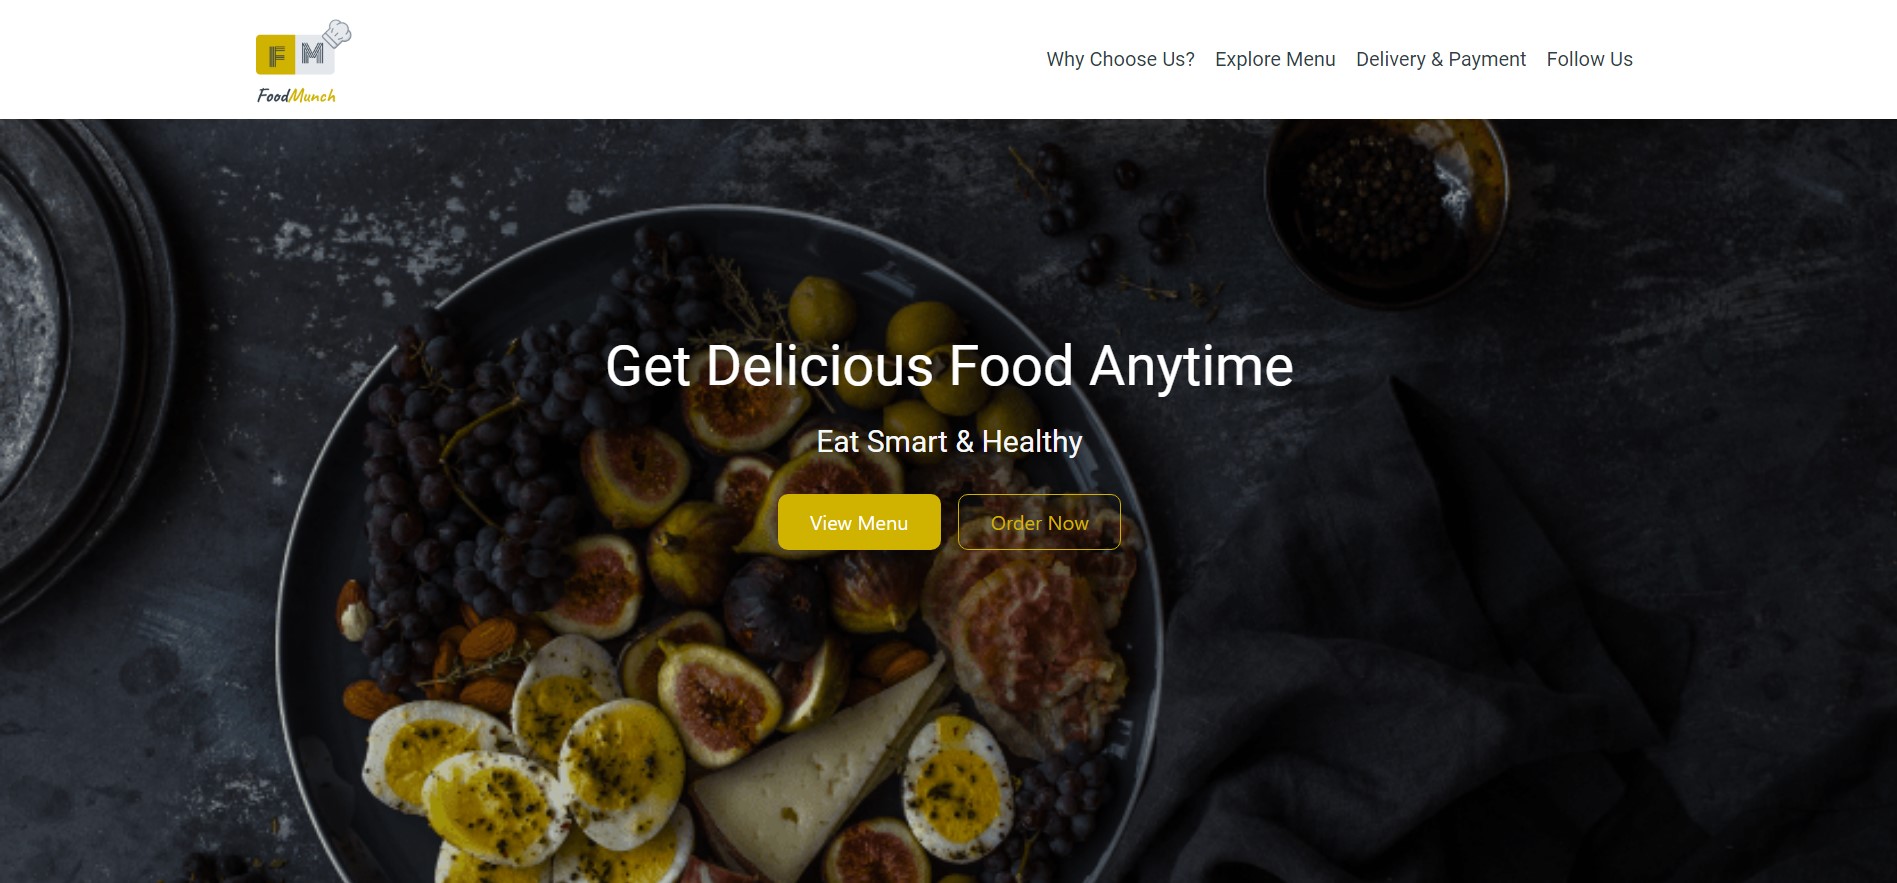 F M
FoodMunch
Why Choose Us? Explore Menu Delivery & Payment Follow Us
Get Delicious Food Anytime
Eat Smart & Healthy
View Menu Order Now